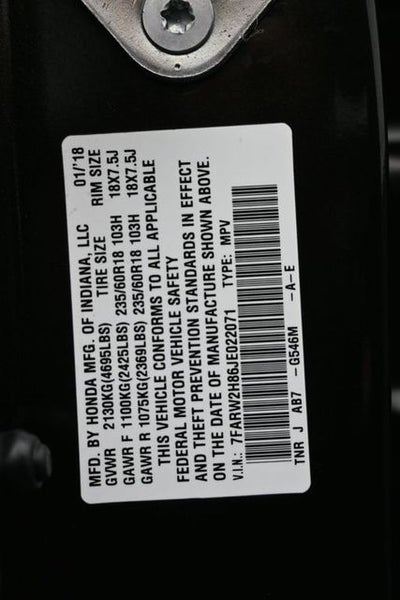 MFD. BY HONDA MFG. OF INDIANA, LLC 01/'18
GVWR 2130KG(4695LBS) TIRE SIZE RIM SIZE
GAWR F 1100KG(2425LBS) 235/60R18 103H 18X7.5J
GAWR R 1075KG(2369LBS) 235/60R18 103H 18X7.5J
THIS VEHICLE CONFORMS TO ALL APPLICABLE
FEDERAL MOTOR VEHICLE SAFETY
AND THEFT PREVENTION STANDARDS IN EFFECT
ON THE DATE OF MANUFACTURE SHOWN ABOVE.
V.I.N.: 7FARW2H86JE022071 TYPE: MPV
TNR J AB7 -G546M -A-E